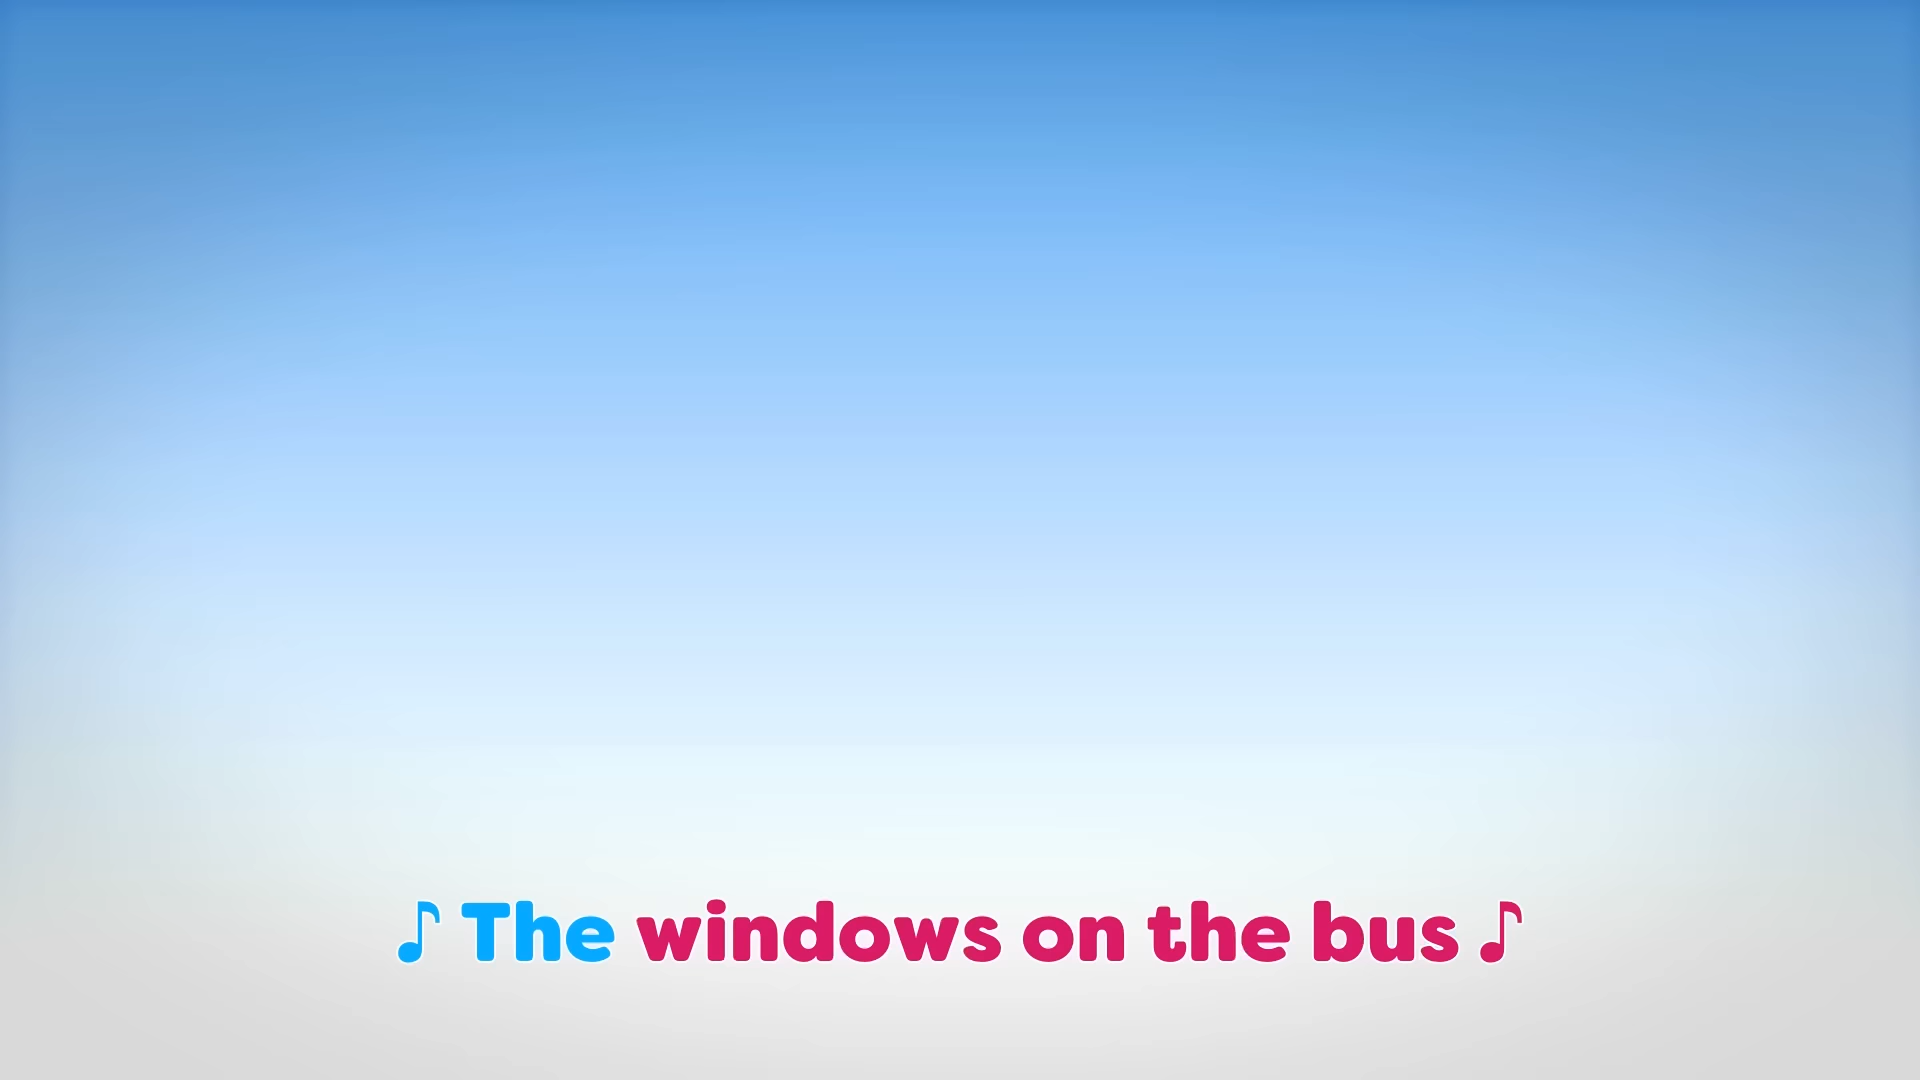 ♪ The windows on the bus ♪